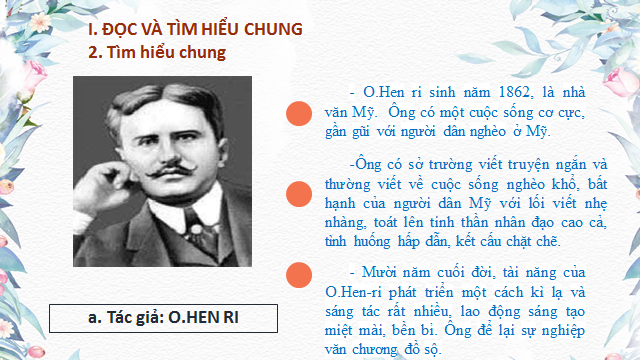 I. ĐỌC VÀ TÌM HIỂU CHUNG
2. Tìm hiểu chung
- O.Hen ri sinh năm 1862, là nhà
văn Mỹ. Ông có một cuộc sống cơ cực,
gần gũi với người dân nghèo ở Mỹ.
-Ông có sở trường viết truyện ngắn và
thường viết về cuộc sống nghèo khổ, bất
hạnh của người dân Mỹ với lối viết nhẹ
nhàng, toát lên tinh thần nhân đạo cao cả,
tình huống hấp dẫn, kết cấu chặt chẽ.
- Mười năm cuối đời, tài năng của
O.Hen-ri phát triển một cách kì lạ và
sáng tác rất nhiều, lao động sáng tạo
miệt mài, bền bi. Ông để lại sự nghiệp
văn chương đồ sộ.
a. Tác giả: O.HEN RI